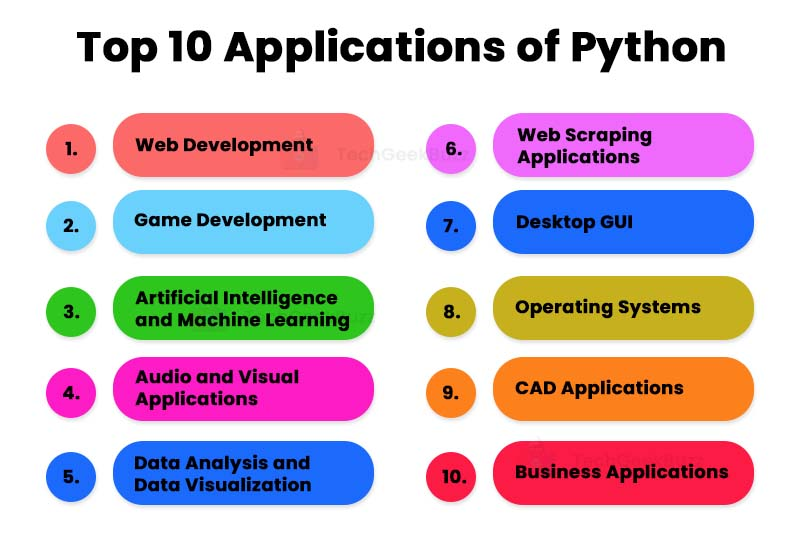 Top 10 Applications of Python
1. Web Development
2. Game Development
3. Artificial Intelligence
and Machine Learning
4. Audio and Visual
Applications
5. Data Analysis and
Data Visualization
6. Web Scraping
Applications
7. Desktop GUI
8. Operating Systems
9. CAD Applications
10. Business Applications
TechGeekBuzz
TechGeekBuzz